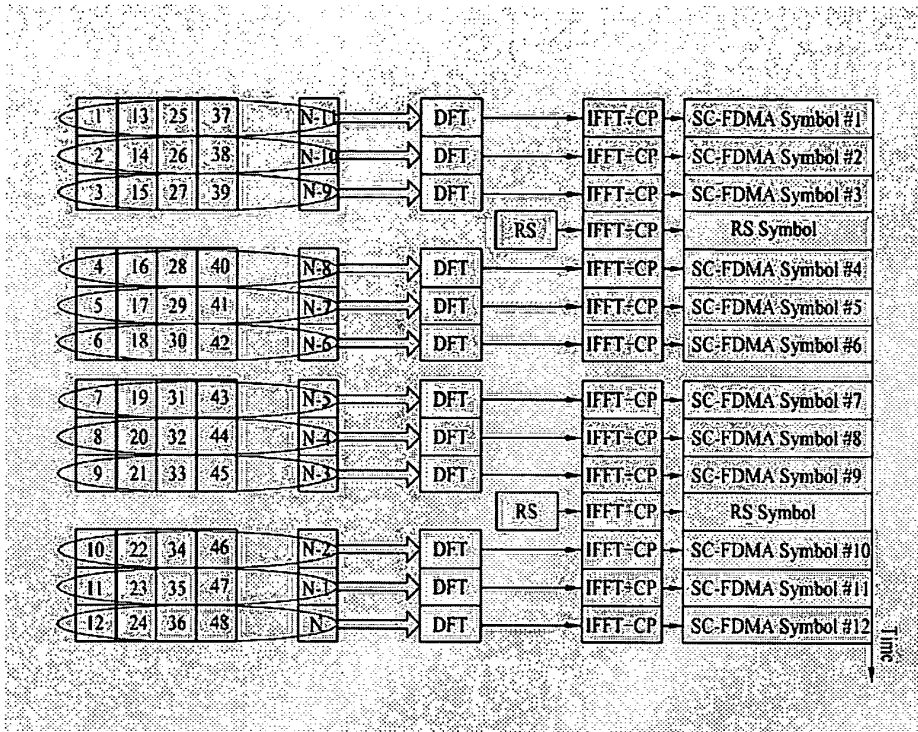 1 13 25 37 N-11 DFT IFFT÷CP SC-FDMA Symbol #1
2 14 26 38 N-10 DFT IFFT÷CP SC-FDMA Symbol #2
3 15 27 39 N-9 DFT IFFT÷CP SC-FDMA Symbol #3
RS IFFT÷CP RS Symbol
4 16 28 40 N-8 DFT IFFT÷CP SC-FDMA Symbol #4
5 17 29 41 N-7 DFT IFFT÷CP SC-FDMA Symbol #5
6 18 30 42 N-6 DFT IFFT÷CP SC-FDMA Symbol #6
7 19 31 43 N-5 DFT IFFT÷CP SC-FDMA Symbol #7
8 20 32 44 N-4 DFT IFFT÷CP SC-FDMA Symbol #8
9 21 33 45 N-3 DFT IFFT÷CP SC-FDMA Symbol #9
RS IFFT÷CP RS Symbol
10 22 34 46 N-2 DFT IFFT÷CP SC-FDMA Symbol #10
11 23 35 47 N-1 DFT IFFT÷CP SC-FDMA Symbol #11
12 24 36 48 N DFT IFFT÷CP SC-FDMA Symbol #12
Time